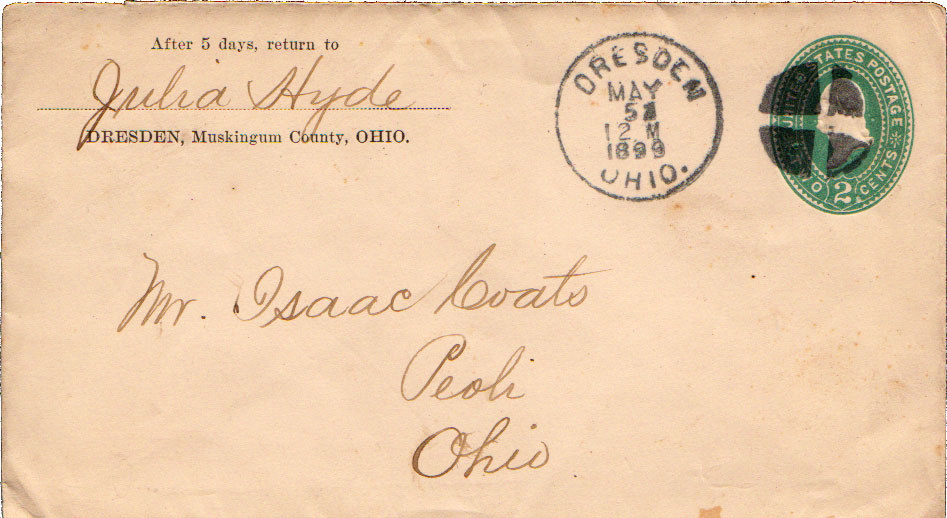 After 5 days, return to
Julia Hyde
DRESDEN, Muskingum County, OHIO.
DRESDEN
MAY
12 M
1899
OHIO.
UNITED STATES POSTAGE
2 CENTS
Mr. Isaac Coats
Peoli
Ohio